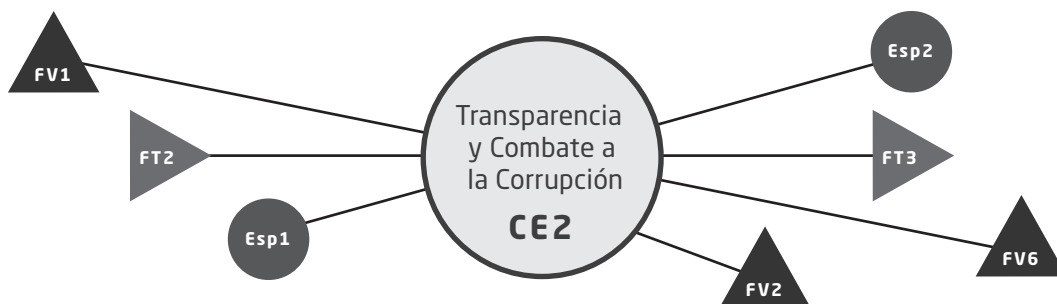 FV1
Esp2
Transparencia
y Combate a
la Corrupción
CE2
FT2
FT3
Esp1
FV6
FV2